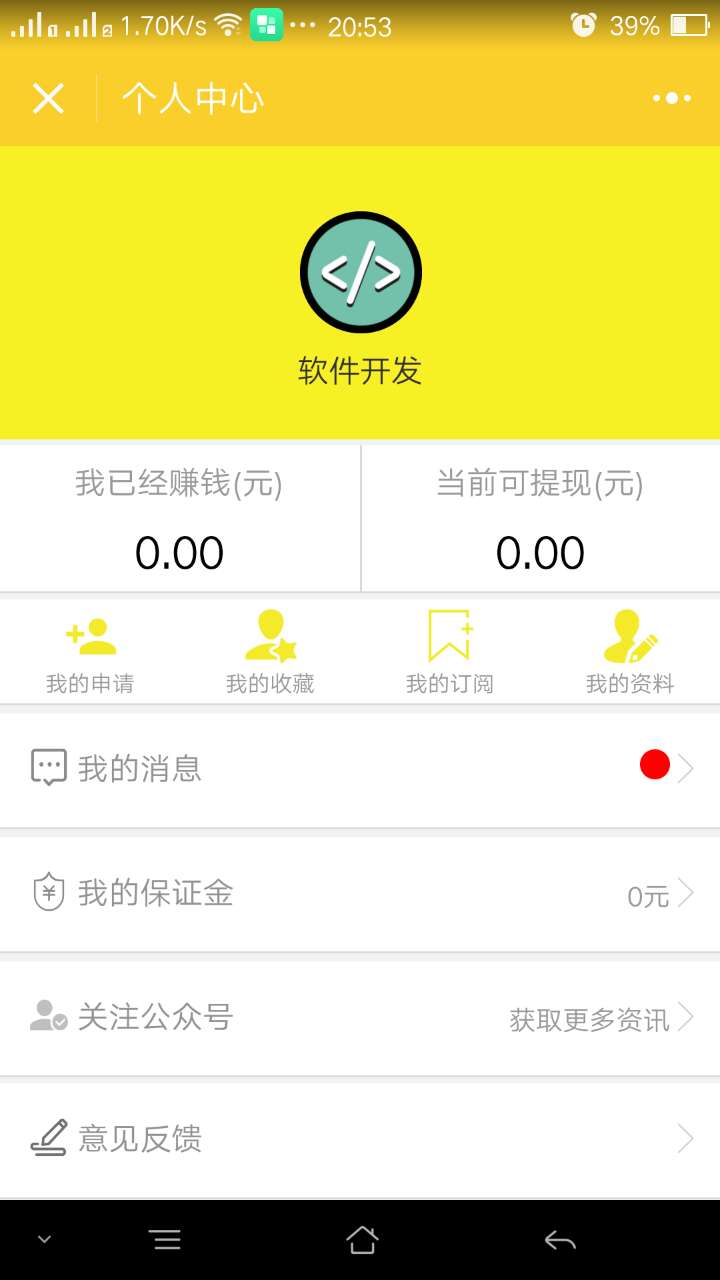 1 2 1.70K/s 20:53 39%
个人中心
</>
软件开发
我已经赚钱(元) 当前可提现(元)
0.00 0.00
我的申请 我的收藏 我的订阅 我的资料
我的消息
¥ 我的保证金 0元
关注公众号 获取更多资讯
意见反馈